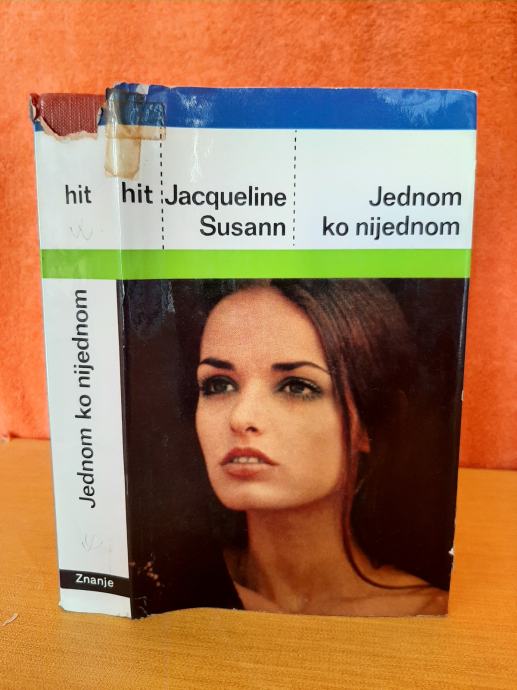 hit
Jednom ko nijednom
Znanje
hit
Jacqueline
Susann
Jednom
ko nijednom